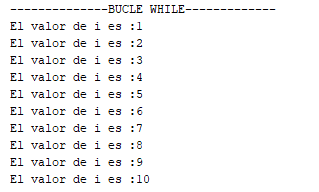 --------------BUCLE WHILE-------------
El valor de i es :1
El valor de i es :2
El valor de i es :3
El valor de i es :4
El valor de i es :5
El valor de i es :6
El valor de i es :7
El valor de i es :8
El valor de i es :9
El valor de i es :10